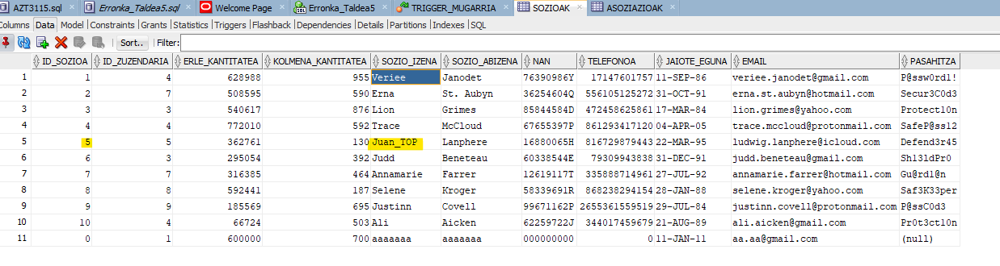 AZT3115.sql Erronka_Taldea5.sql Welcome Page Erronka_Taldea5 TRIGGER_MUGARRIA SOZIOAK ASOZIAZIOAK
Columns Data Model Constraints Grants Statistics Triggers Flashback Dependencies Details Partitions Indexes SQL
Sort.. Filter:
ID_SOZIOA ID_ZUZENDARIA ERLE_KANTITATEA KOLMENA_KANTITATEA SOZIO_IZENA SOZIO_ABIZENA NAN TELEFONOA JAIOTE_EGUNA EMAIL PASAHITZA
1 1 4 628988 955 Veriee Janodet 76390986Y 17147601757 11-SEP-86 veriee.janodet@gmail.com P@ssw0rd1!
2 2 7 508595 590 Erna St. Aubyn 36254604Q 556105125272 31-OCT-91 erna.st.aubyn@hotmail.com Secur3C0d3
3 3 3 540617 876 Lion Grimes 85844584D 472458625861 17-MAR-84 lion.grimes@yahoo.com Protect10n
4 4 4 772010 592 Trace McCloud 67655397P 861293417120 04-APR-05 trace.mccloud@protonmail.com SafeP@ss12
5 5 5 362761 130 Juan_TOP Lanphere 16880065H 816729879443 22-MAR-95 ludwig.lanphere@icloud.com Defend3r45
6 6 3 295054 392 Judd Beneteau 60338544E 79309943838 31-DEC-91 judd.beneteau@gmail.com Sh13ldPr0
7 7 7 316385 464 Annamarie Farrer 12619117T 335888714961 27-JUL-92 annamarie.farrer@hotmail.com Gu@rd1@n
8 8 8 592441 187 Selene Kroger 58339691R 868238294154 28-JAN-88 selene.kroger@yahoo.com Saf3K33per
9 9 9 185569 695 Justinn Covell 99671162P 2655361559519 29-JUL-84 justinn.covell@protonmail.com P@ssC0d3
10 10 4 66724 503 Ali Aicken 62259722J 344017459679 21-AUG-89 ali.aicken@gmail.com Pr0t3ct10n
11 0 1 600000 700 aaaaaaa aaaaaaa 000000000 0 11-JAN-11 aa.aa@gmail.com (null)